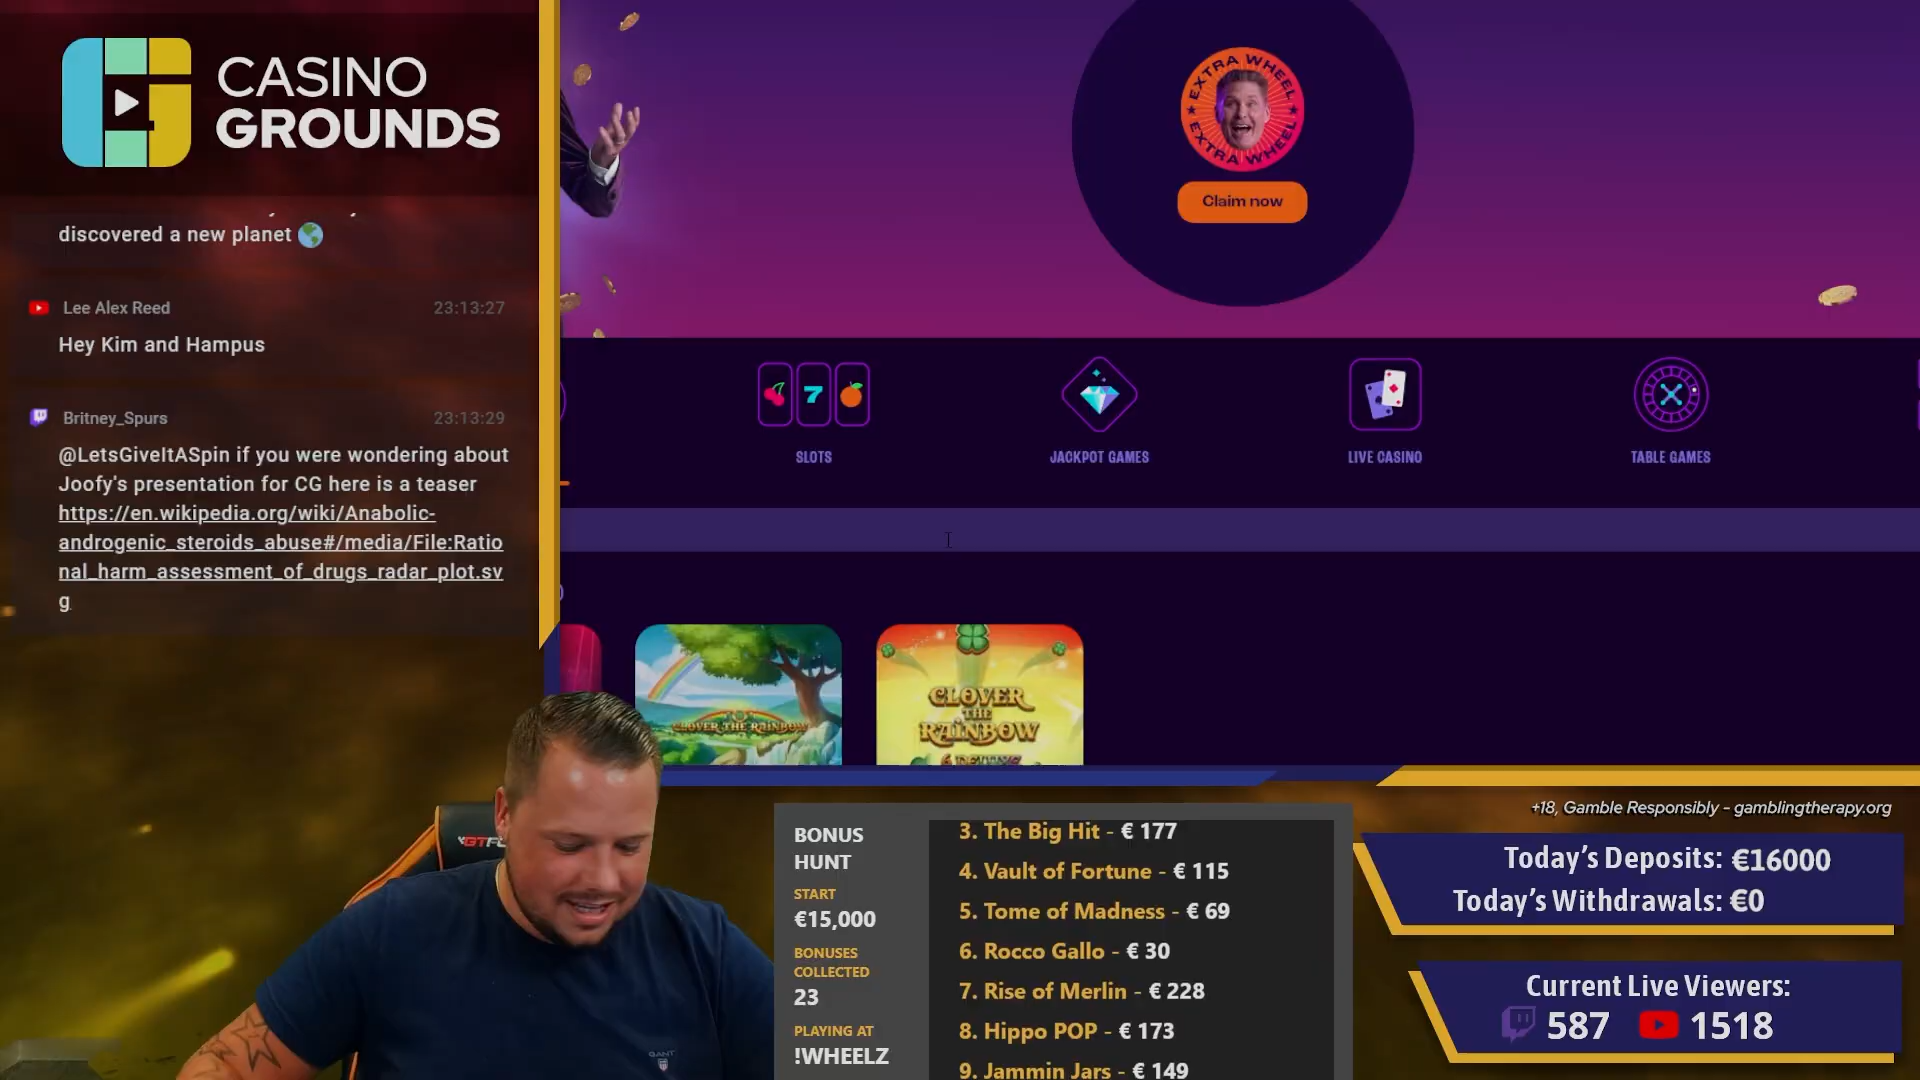 CASINO
GROUNDS
discovered a new planet
Lee Alex Reed 23:13:27
Hey Kim and Hampus
Britney_Spurs 23:13:29
@LetsGiveItASpin if you were wondering about
Joofy's presentation for CG here is a teaser
https://en.wikipedia.org/wiki/Anabolic-
androgenic_steroids_abuse#/media/File:Ratio
nal_harm_assessment_of_drugs_radar_plot.sv
g
EXTRA WHEEL
EXTRA WHEEL
Claim now
7
SLOTS
JACKPOT GAMES
LIVE CASINO
TABLE GAMES
CLOVER THE RAINBOW
CLOVER
THE
RAINBOW
BONUS
HUNT
START
€15,000
BONUSES
COLLECTED
23
PLAYING AT
!WHEELZ
3. The Big Hit - € 177
4. Vault of Fortune - € 115
5. Tome of Madness - € 69
6. Rocco Gallo - € 30
7. Rise of Merlin - € 228
8. Hippo POP - € 173
9. Jammin Jars - € 149
+18, Gamble Responsibly - gamblingtherapy.org
Today's Deposits: €16000
Today's Withdrawals: €0
Current Live Viewers:
587 1518
GANT